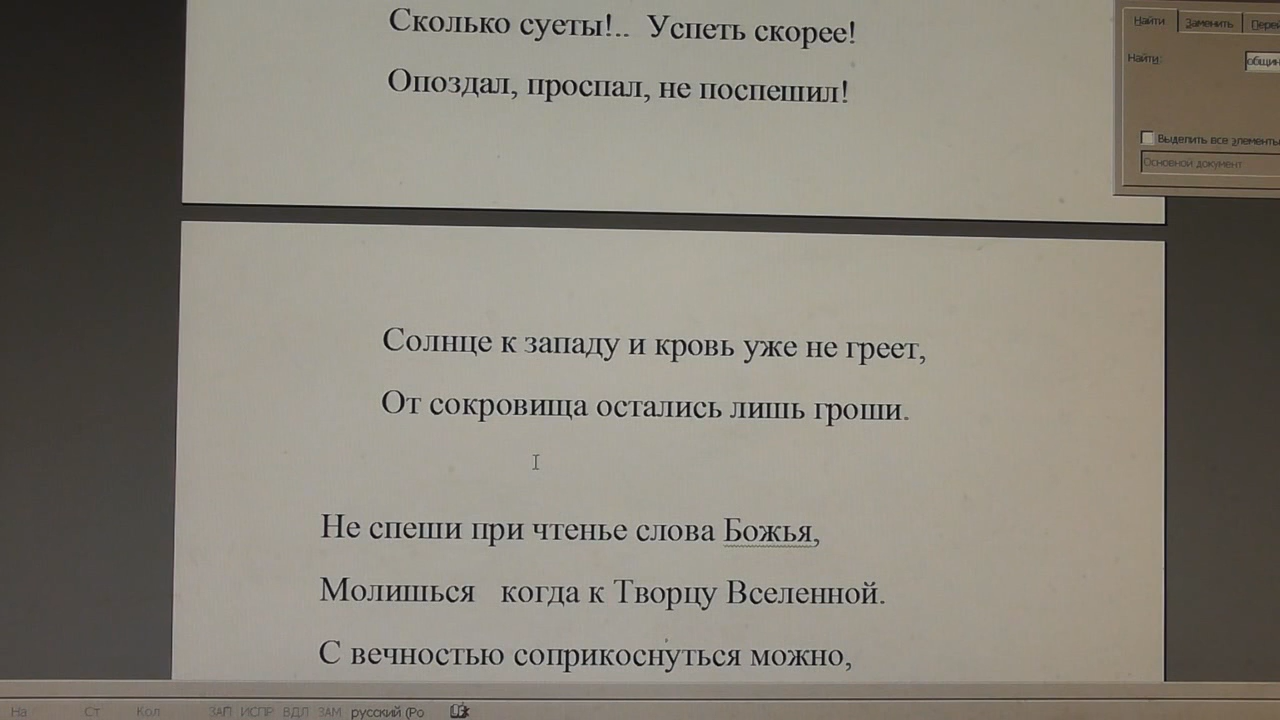 Сколько суеты!..  Успеть скорее!
Опоздал, проспал, не поспешил!
Найти Заменить
Найти:
Выделить все элементы
Основной документ
Солнце к западу и кровь уже не греет,
От сокровища остались лишь гроши.
Не спеши при чтенье слова Божья,
Молишься   когда к Творцу Вселенной.
С вечностью соприкоснуться можно,
На Ст Кол ЗАП ИСПР ВДЛ ЗАМ русский (Ро